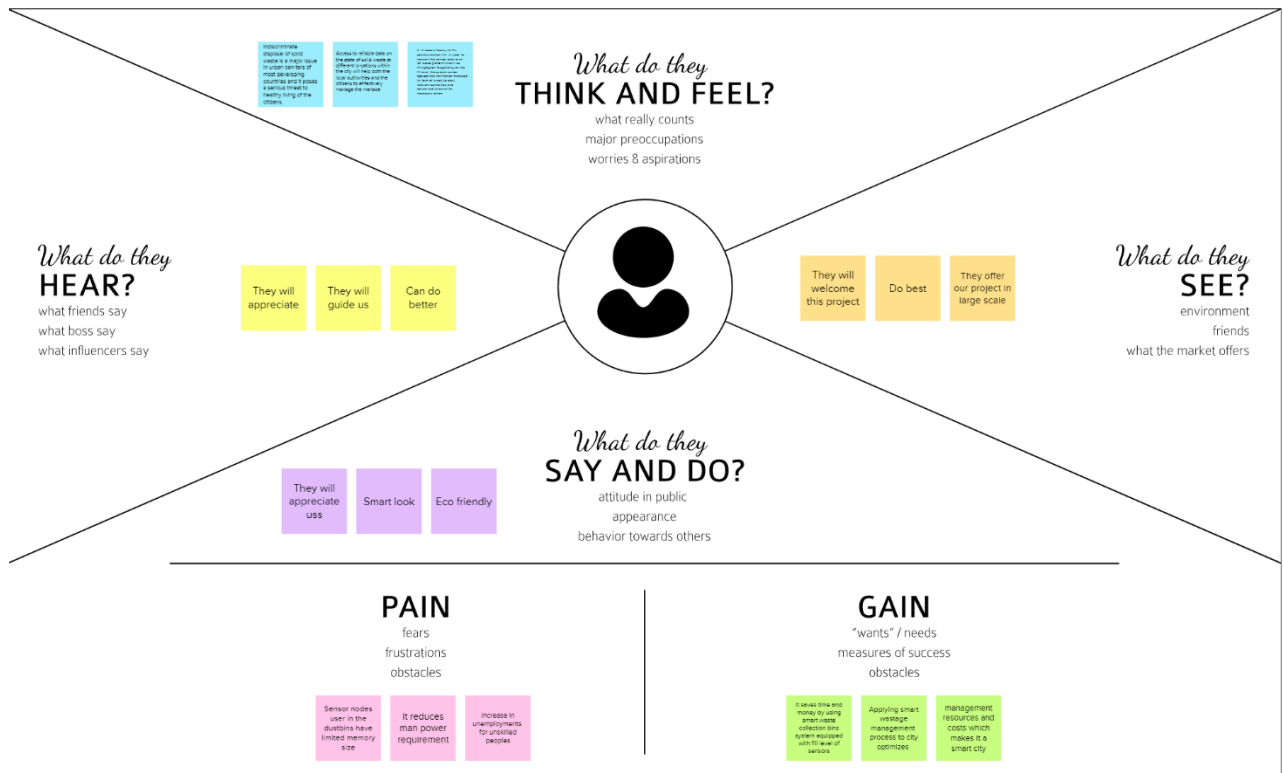 Indiscriminate
disposal of solid
waste is a major issue
in urban centers of
most developing
countries and it poses
a serious threat to
healthy living of the
citizens.
Access to reliable data on
the state of solid waste at
different locations within
the city will help both the
local authorities and the
citizens to effectively
manage the menace
What do they
THINK AND FEEL?
what really counts
major preoccupations
worries & aspirations
What do they
HEAR?
what friends say
what boss say
what influencers say
They will
appreciate
They will
guide us
Can do
better
They will
welcome
this project
Do best
They offer
our project in
large scale
What do they
SEE?
environment
friends
what the market offers
What do they
SAY AND DO?
attitude in public
appearance
behavior towards others
They will
appreciate
uss
Smart look
Eco friendly
PAIN
fears
frustrations
obstacles
Sensor nodes
user in the
dustbins have
limited memory
size
It reduces
man power
requirement
Increase in
unemployments
for unskilled
peoples
GAIN
"wants" / needs
measures of success
obstacles
It saves time and
money by using
smart waste
collection bins
system equipped
with fill level of
sensors
Applying smart
wastage
management
process to city
optimizes
management
resources and
costs which
makes it a
smart city